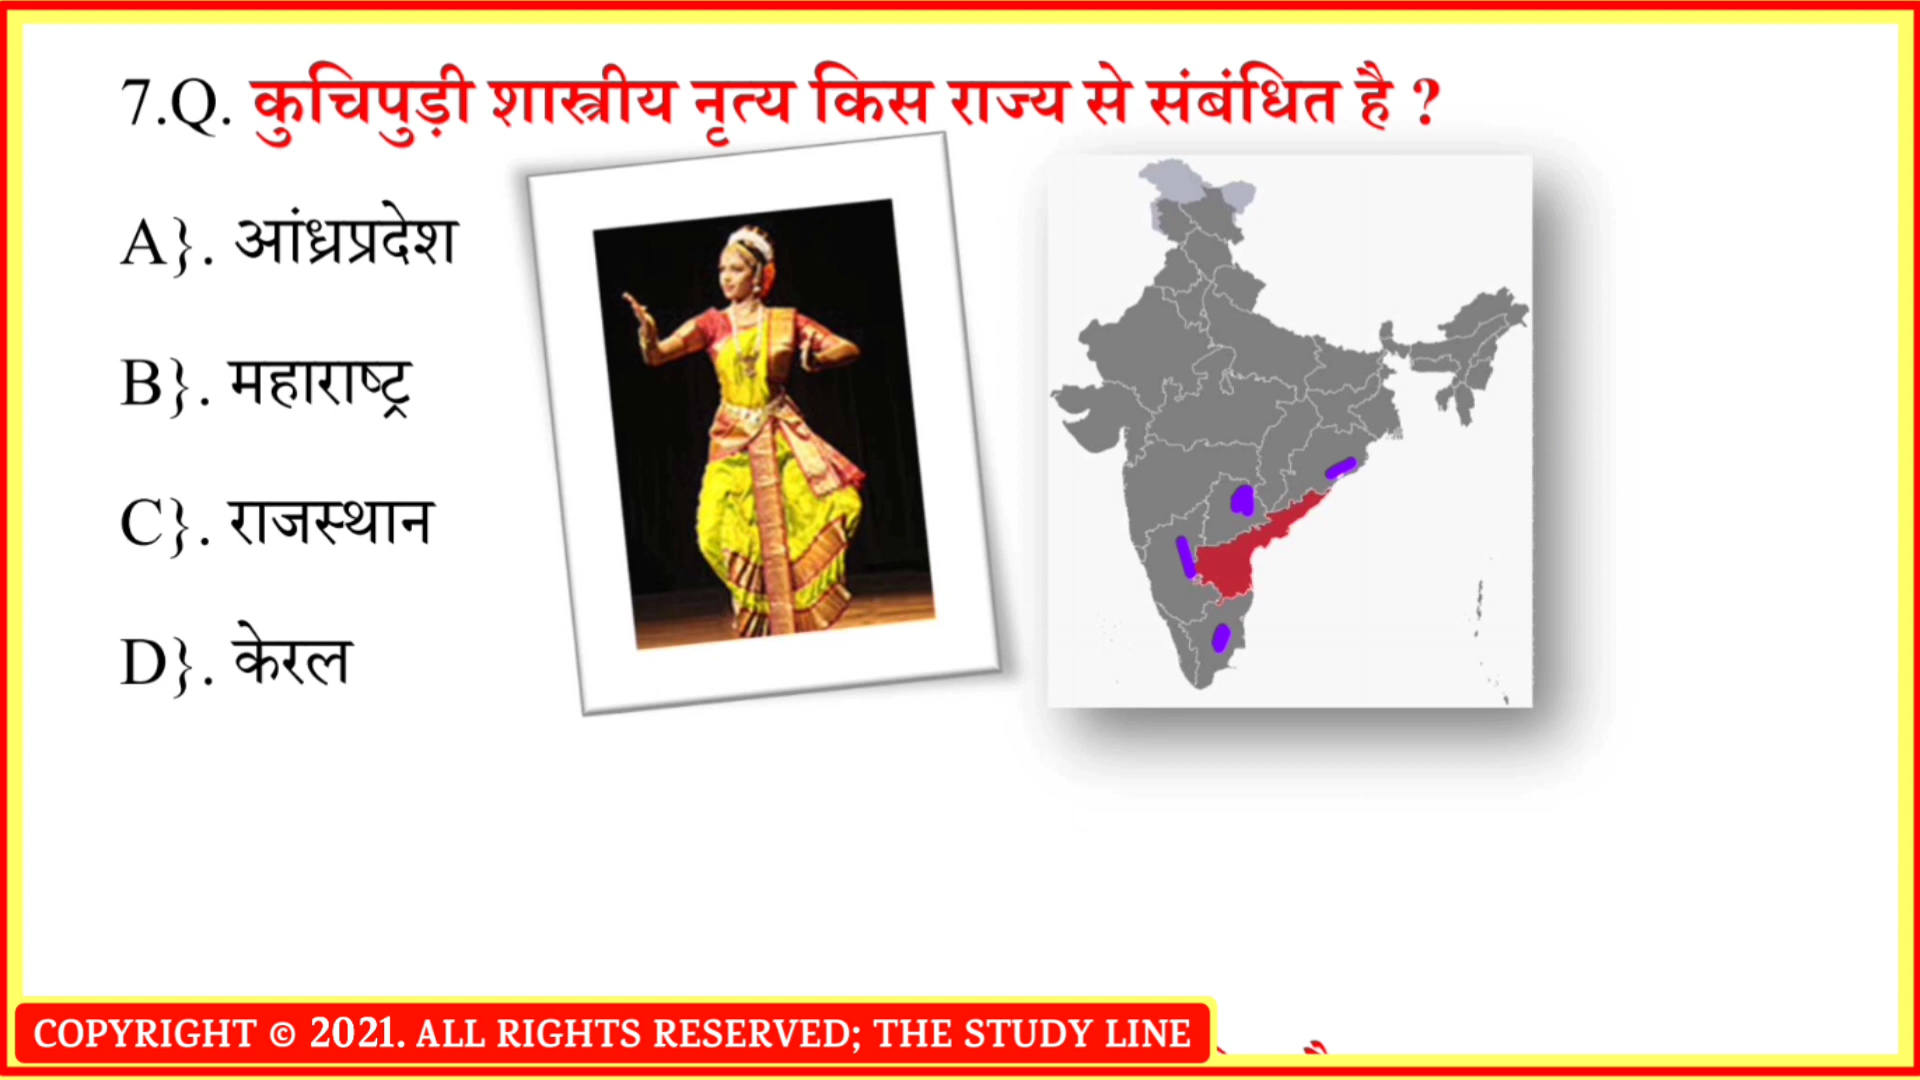 7.Q. कुचिपुड़ी शास्त्रीय नृत्य किस राज्य से संबंधित है ?
A}. आंध्रप्रदेश
B}. महाराष्ट्र
C}. राजस्थान
D}. केरल
COPYRIGHT © 2021. ALL RIGHTS RESERVED; THE STUDY LINE